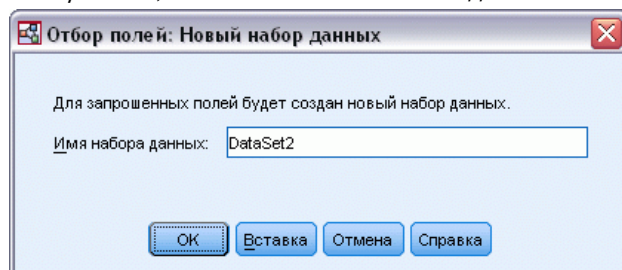 Отбор полей: Новый набор данных
Для запрошенных полей будет создан новый набор данных.
Имя набора данных: DataSet2
OK Вставка Отмена Справка